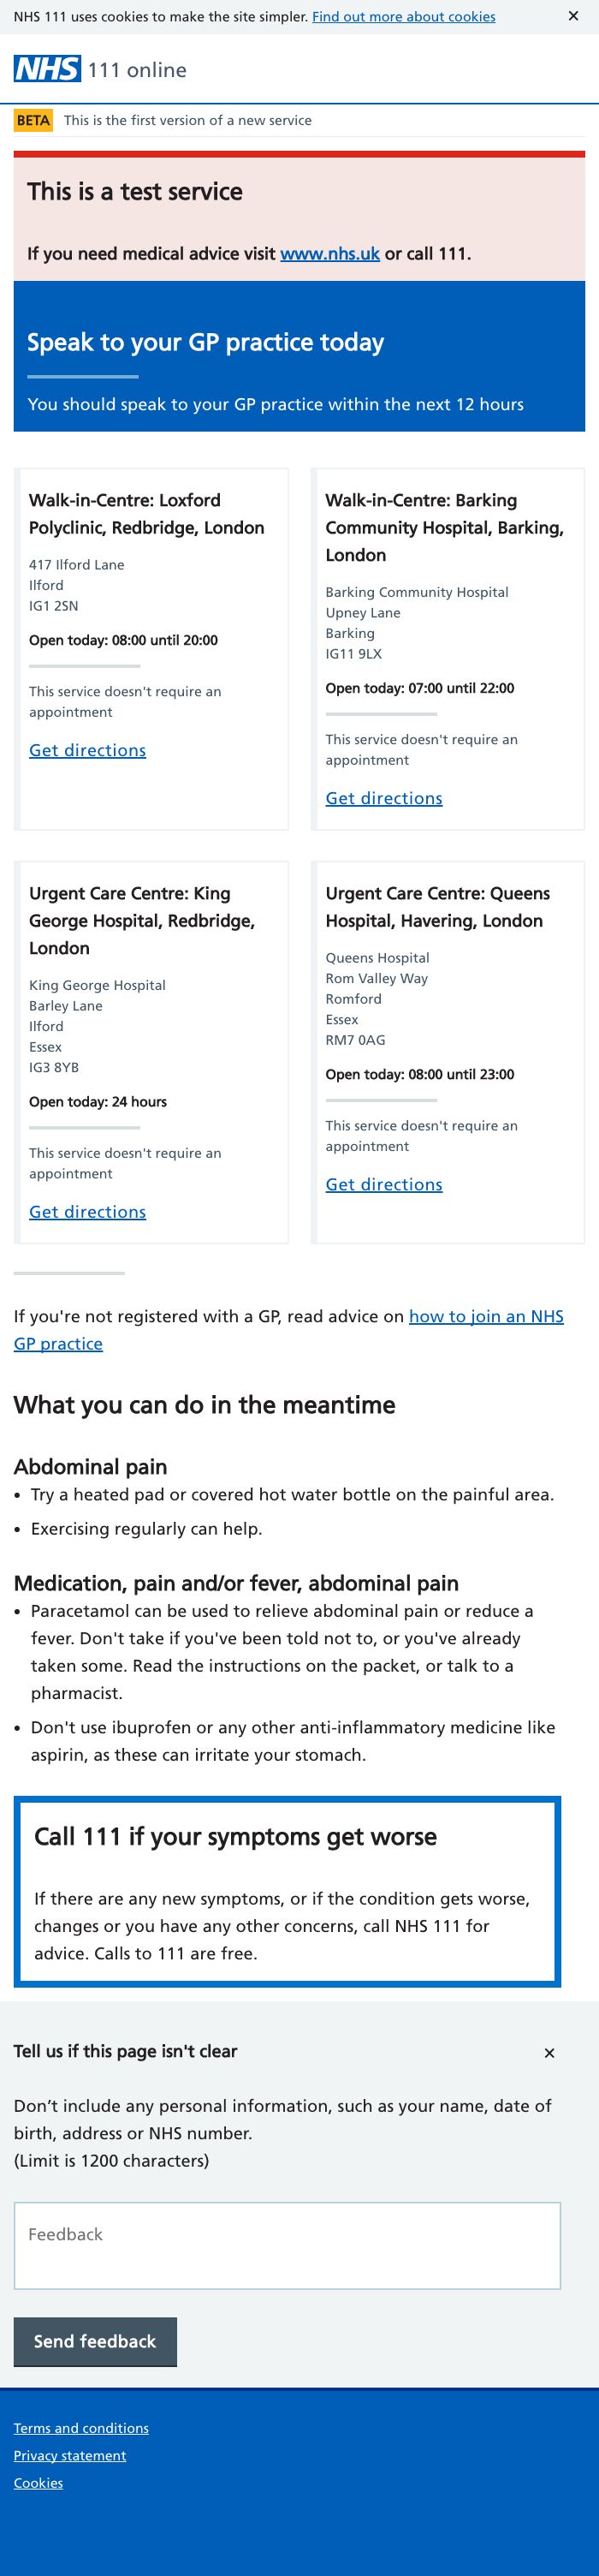 NHS 111 uses cookies to make the site simpler. Find out more about cookies ✕
NHS 111 online
BETA This is the first version of a new service
This is a test service
If you need medical advice visit www.nhs.uk or call 111.
Speak to your GP practice today
You should speak to your GP practice within the next 12 hours
Walk-in-Centre: Loxford
Polyclinic, Redbridge, London
417 Ilford Lane
Ilford
IG1 2SN
Open today: 08:00 until 20:00
This service doesn't require an
appointment
Get directions
Walk-in-Centre: Barking
Community Hospital, Barking,
London
Barking Community Hospital
Upney Lane
Barking
IG11 9LX
Open today: 07:00 until 22:00
This service doesn't require an
appointment
Get directions
Urgent Care Centre: King
George Hospital, Redbridge,
London
King George Hospital
Barley Lane
Ilford
Essex
IG3 8YB
Open today: 24 hours
This service doesn't require an
appointment
Get directions
Urgent Care Centre: Queens
Hospital, Havering, London
Queens Hospital
Rom Valley Way
Romford
Essex
RM7 0AG
Open today: 08:00 until 23:00
This service doesn't require an
appointment
Get directions
If you're not registered with a GP, read advice on how to join an NHS
GP practice
What you can do in the meantime
Abdominal pain
• Try a heated pad or covered hot water bottle on the painful area.
• Exercising regularly can help.
Medication, pain and/or fever, abdominal pain
• Paracetamol can be used to relieve abdominal pain or reduce a
fever. Don't take if you've been told not to, or you've already
taken some. Read the instructions on the packet, or talk to a
pharmacist.
• Don't use ibuprofen or any other anti-inflammatory medicine like
aspirin, as these can irritate your stomach.
Call 111 if your symptoms get worse
If there are any new symptoms, or if the condition gets worse,
changes or you have any other concerns, call NHS 111 for
advice. Calls to 111 are free.
Tell us if this page isn't clear ✕
Don’t include any personal information, such as your name, date of
birth, address or NHS number.
(Limit is 1200 characters)
Feedback
Send feedback
Terms and conditions
Privacy statement
Cookies